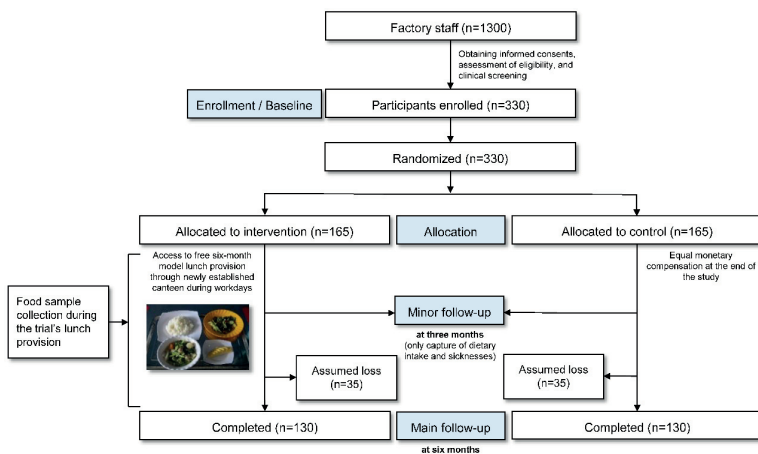 Factory staff (n=1300)
Obtaining informed consents,
assessment of eligibility, and
clinical screening
Enrollment / Baseline
Participants enrolled (n=330)
Randomized (n=330)
Allocated to intervention (n=165)
Allocation
Allocated to control (n=165)
Access to free six-month
model lunch provision
through newly established
canteen during workdays
Equal monetary
compensation at the end of
the study
Food sample
collection during
the trial's lunch
provision
Minor follow-up
at three months
(only capture of dietary
intake and sicknesses)
Assumed loss
(n=35)
Assumed loss
(n=35)
Completed (n=130)
Main follow-up
Completed (n=130)
at six months